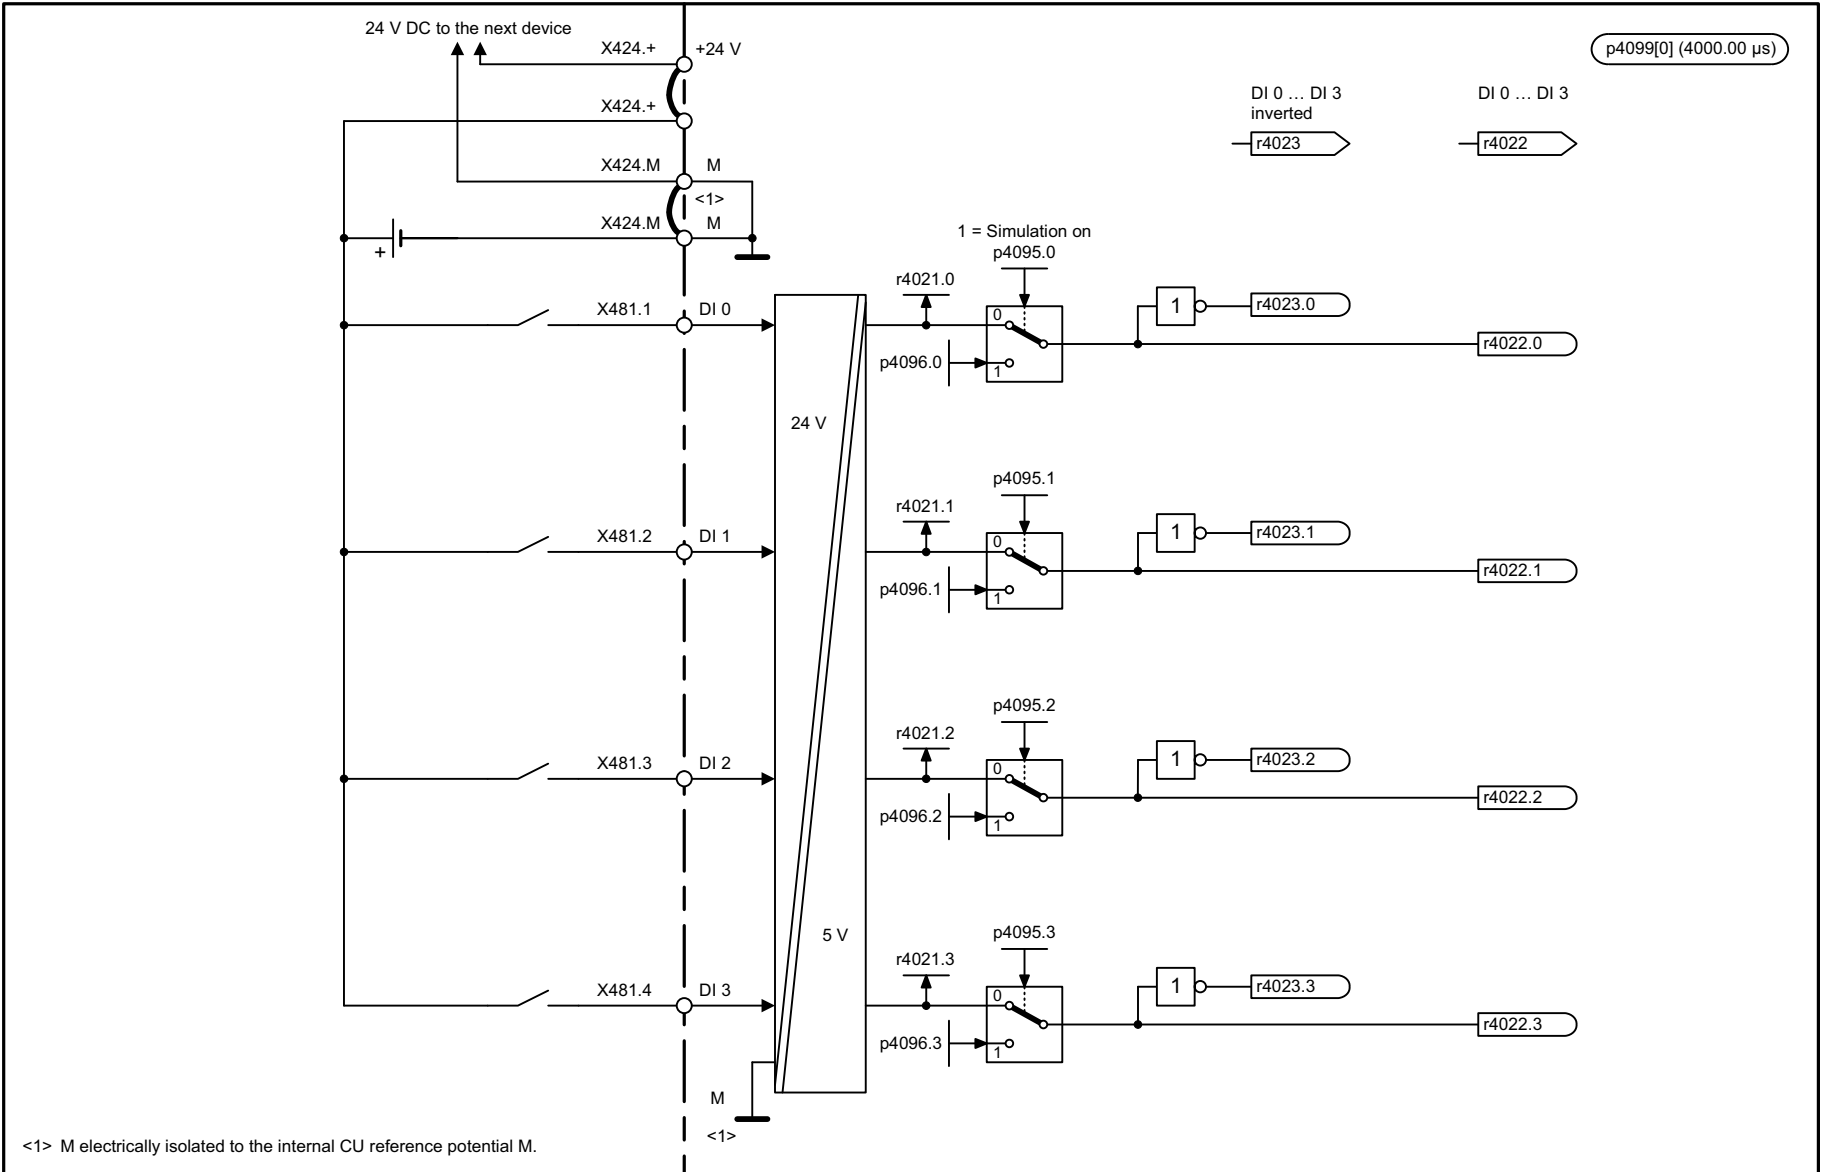 24 V DC to the next device
X424.+
+24 V
p4099[0] (4000.00 µs)
X424.+
DI 0 … DI 3
inverted
DI 0 … DI 3
r4023
r4022
X424.M
M
<1>
X424.M
M
+
1 = Simulation on
p4095.0
r4021.0
X481.1
DI 0
0
1
r4023.0
r4022.0
p4096.0
1
24 V
p4095.1
r4021.1
X481.2
DI 1
0
1
r4023.1
r4022.1
p4096.1
1
p4095.2
r4021.2
X481.3
DI 2
0
1
r4023.2
r4022.2
p4096.2
1
5 V
p4095.3
r4021.3
X481.4
DI 3
0
1
r4023.3
r4022.3
p4096.3
1
M
<1>
<1> M electrically isolated to the internal CU reference potential M.